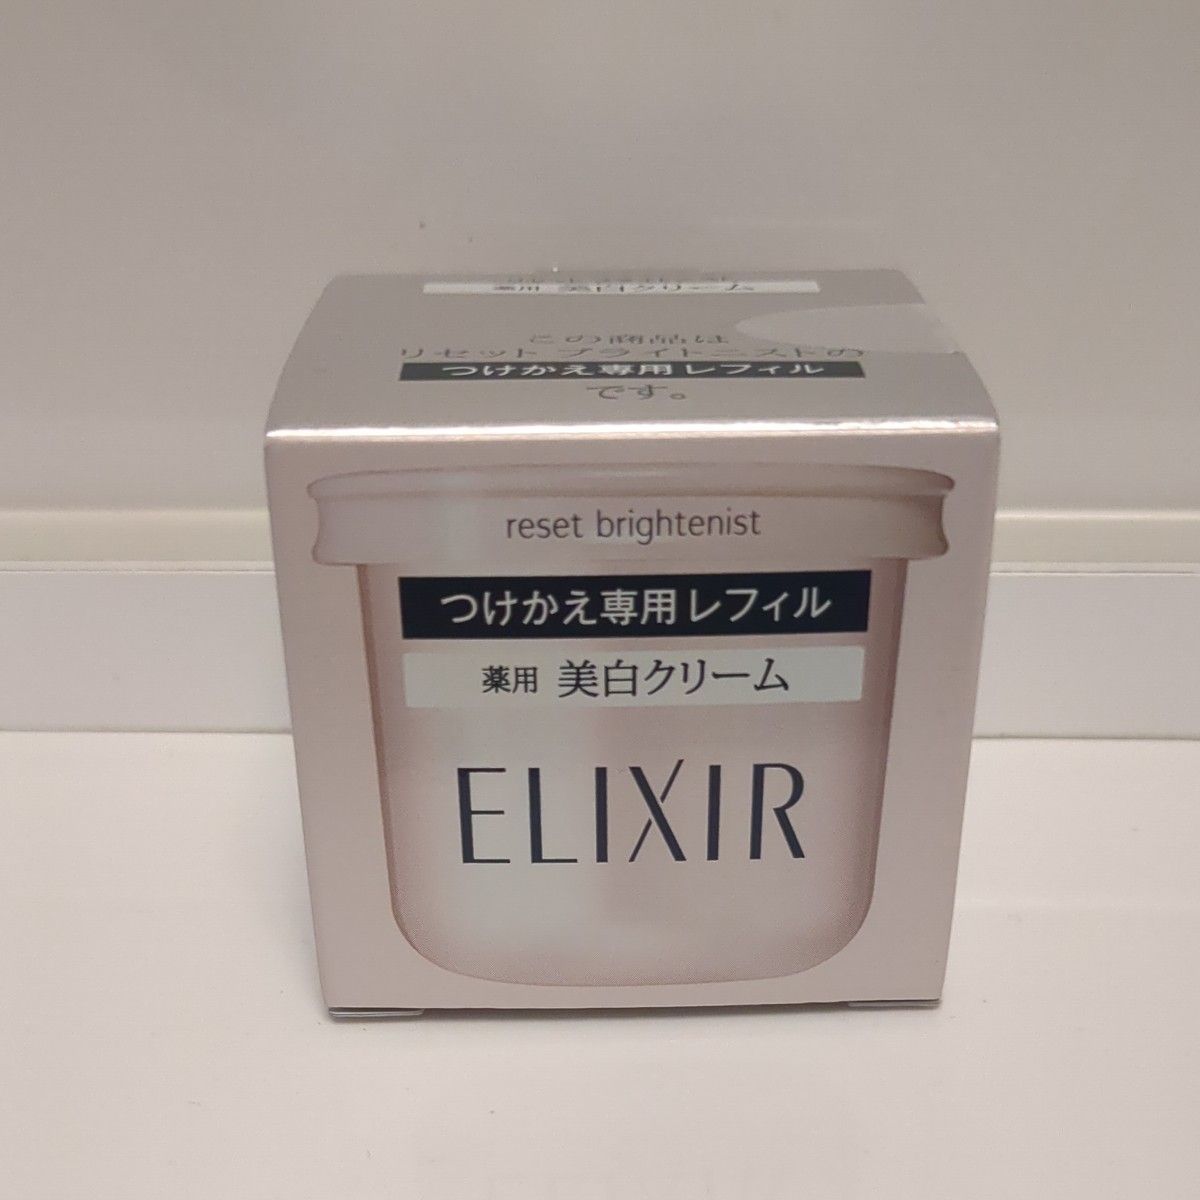 薬用 美白クリーム
この商品は
リセット ブライトニストの
つけかえ専用レフィル
です。
reset brightenist
つけかえ専用レフィル
薬用 美白クリーム
ELIXIR